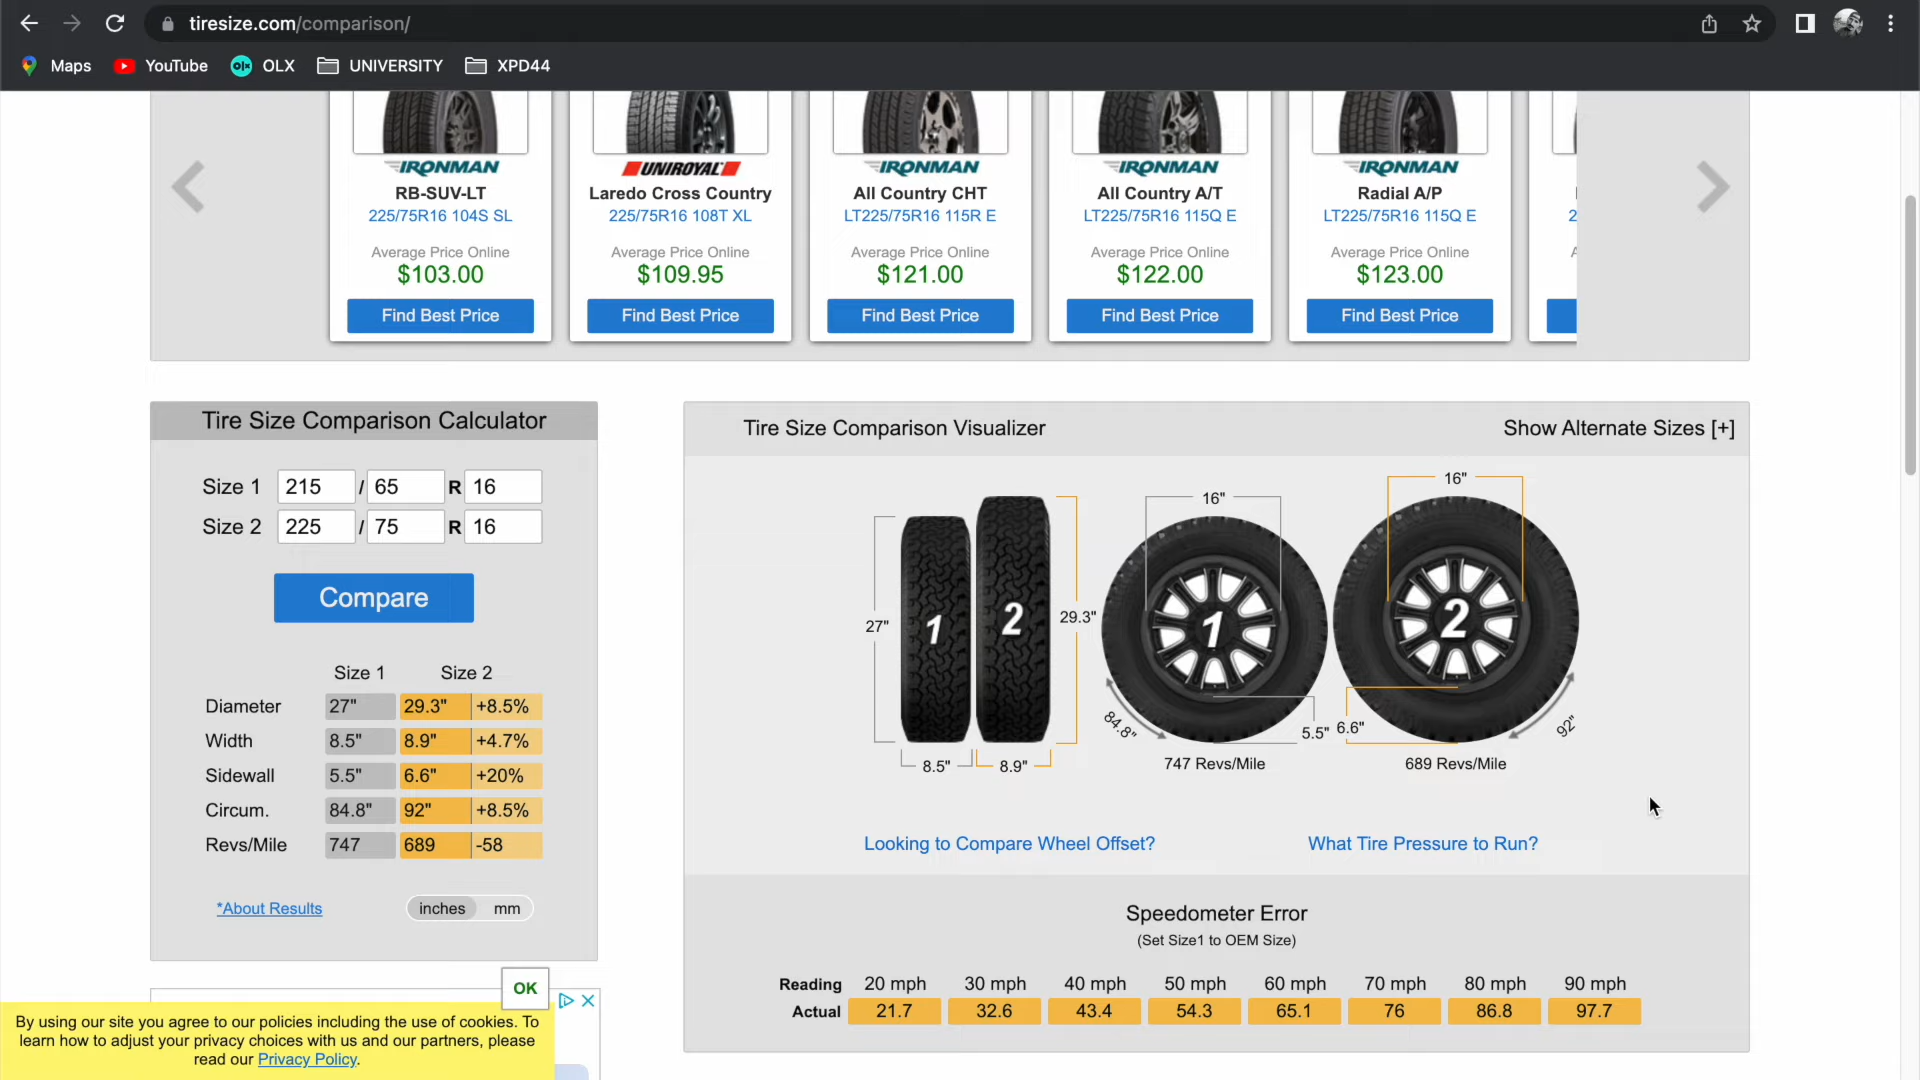 tiresize.com/comparison/
Maps YouTube OLX UNIVERSITY XPD44
IRONMAN UNIROYAL IRONMAN IRONMAN IRONMAN
RB-SUV-LT Laredo Cross Country All Country CHT All Country A/T Radial A/P
225/75R16 104S SL 225/75R16 108T XL LT225/75R16 115R E LT225/75R16 115Q E LT225/75R16 115Q E 2
Average Price Online Average Price Online Average Price Online Average Price Online Average Price Online
$103.00 $109.95 $121.00 $122.00 $123.00
Find Best Price Find Best Price Find Best Price Find Best Price Find Best Price
Tire Size Comparison Calculator
Size 1 215 / 65 R 16
Size 2 225 / 75 R 16
Compare
Size 1 Size 2
Diameter 27" 29.3" +8.5%
Width 8.5" 8.9" +4.7%
Sidewall 5.5" 6.6" +20%
Circum. 84.8" 92" +8.5%
Revs/Mile 747 689 -58
*About Results inches mm
Tire Size Comparison Visualizer Show Alternate Sizes [+]
16" 16"
27" 1 2 29.3" 1 2
84.8" 5.5" 6.6" 92"
8.5" 8.9" 747 Revs/Mile 689 Revs/Mile
Looking to Compare Wheel Offset? What Tire Pressure to Run?
Speedometer Error
(Set Size1 to OEM Size)
Reading 20 mph 30 mph 40 mph 50 mph 60 mph 70 mph 80 mph 90 mph
Actual 21.7 32.6 43.4 54.3 65.1 76 86.8 97.7
OK
By using our site you agree to our policies including the use of cookies. To
learn how to adjust your privacy choices with us and our partners, please
read our Privacy Policy.